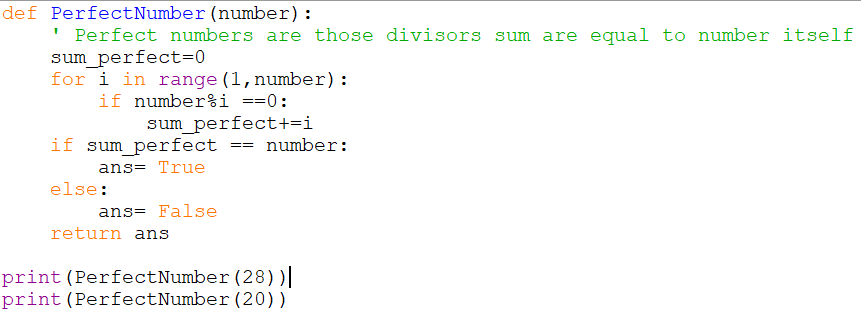 def PerfectNumber(number):
    ' Perfect numbers are those divisors sum are equal to number itself
    sum_perfect=0
    for i in range(1,number):
        if number%i ==0:
            sum_perfect+=i
    if sum_perfect == number:
        ans= True
    else:
        ans= False
    return ans
print(PerfectNumber(28))
print(PerfectNumber(20))